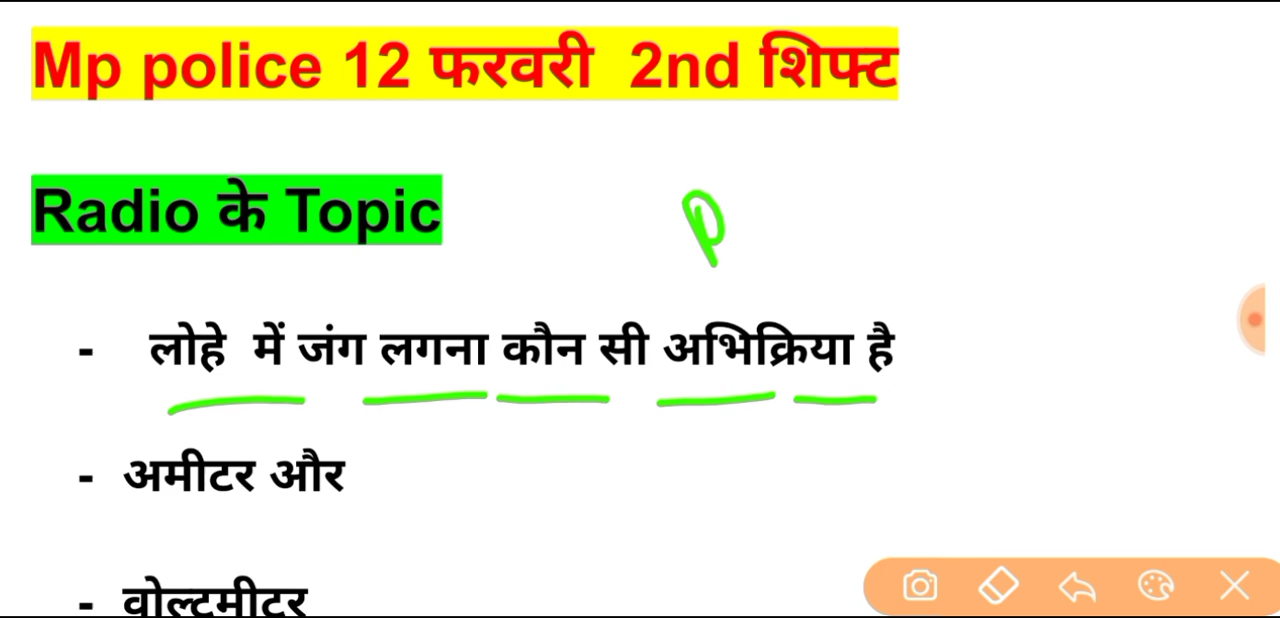 Mp police 12 फरवरी 2nd शिफ्ट
Radio के Topic
p
- लोहे में जंग लगना कौन सी अभिक्रिया है
- अमीटर और
- वोल्टमीटर